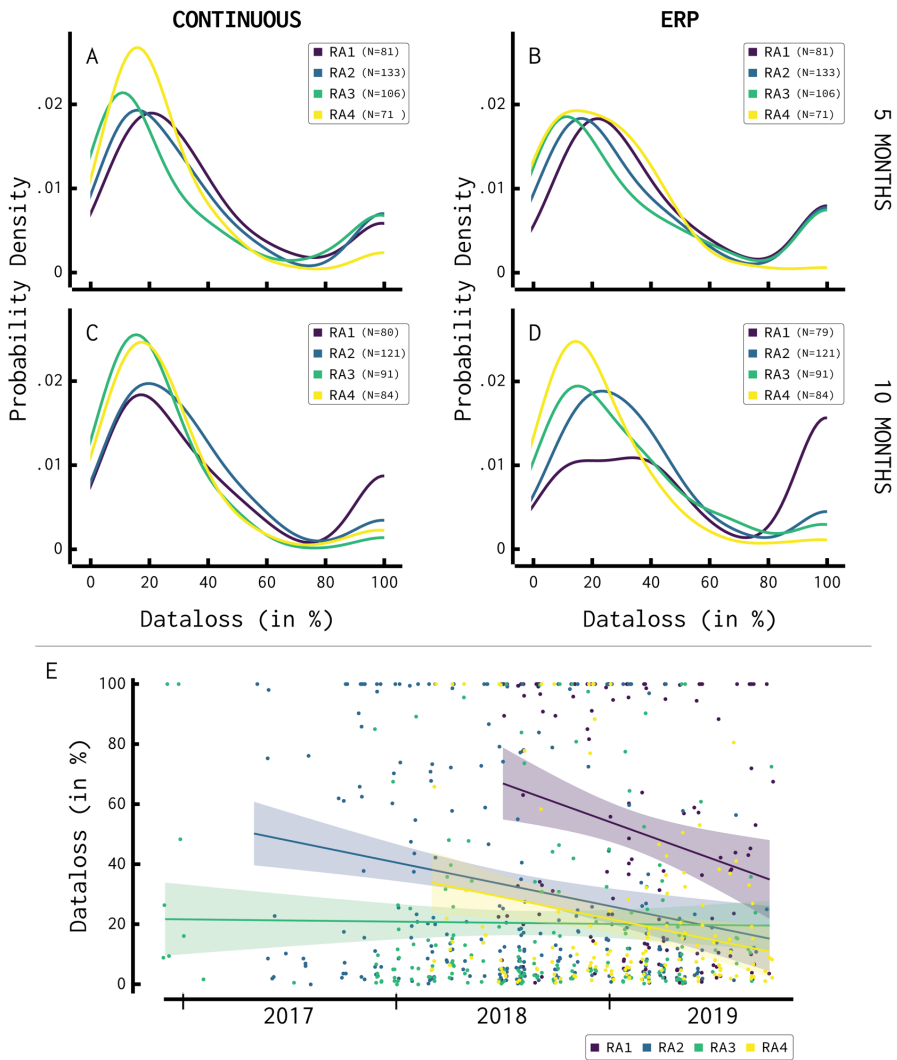 CONTINUOUS
ERP
A
RA1 (N=81)
RA2 (N=133)
RA3 (N=106)
RA4 (N=71 )
.02
.01
0
B
RA1 (N=81)
RA2 (N=133)
RA3 (N=106)
RA4 (N=71)
.02
.01
0
5 MONTHS
Probability Density
Probability Density
C
RA1 (N=80)
RA2 (N=121)
RA3 (N=91)
RA4 (N=84)
.02
.01
0
0 20 40 60 80 100
Dataloss (in %)
D
RA1 (N=79)
RA2 (N=121)
RA3 (N=91)
RA4 (N=84)
.02
.01
0
0 20 40 60 80 100
Dataloss (in %)
10 MONTHS
E
Dataloss (in %)
100
80
60
40
20
0
2017 2018 2019
RA1 RA2 RA3 RA4